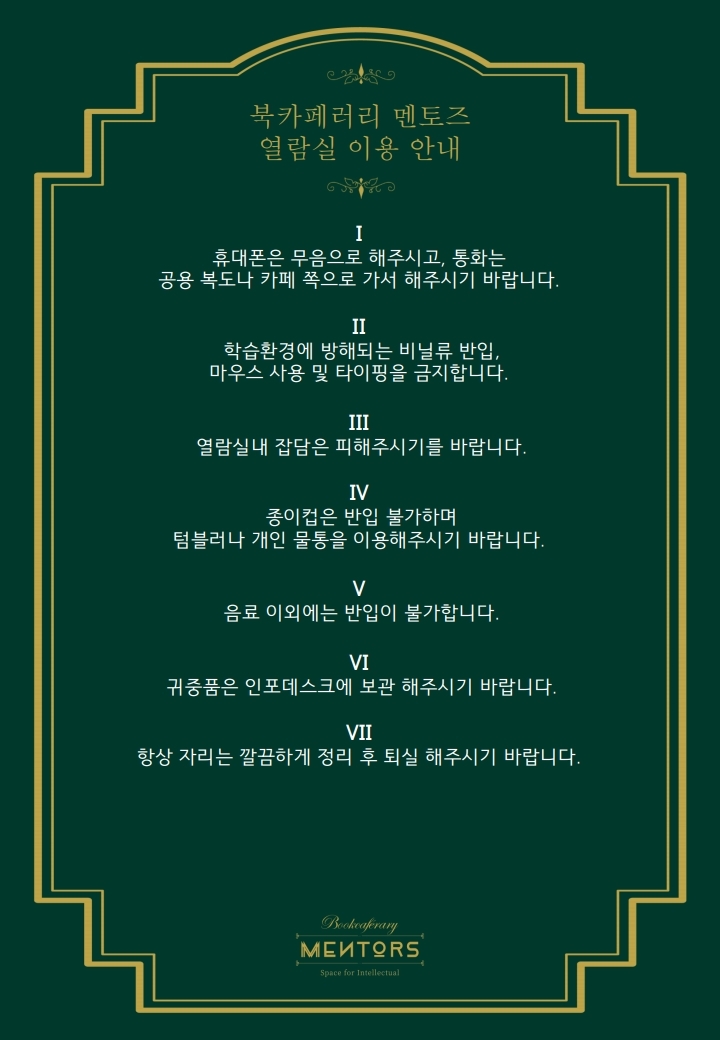 북카페러리 멘토즈
열람실 이용 안내
I
휴대폰은 무음으로 해주시고, 통화는
공용 복도나 카페 쪽으로 가서 해주시기 바랍니다.
II
학습환경에 방해되는 비닐류 반입,
마우스 사용 및 타이핑을 금지합니다.
III
열람실내 잡담은 피해주시기를 바랍니다.
IV
종이컵은 반입 불가하며
텀블러나 개인 물통을 이용해주시기 바랍니다.
V
음료 이외에는 반입이 불가합니다.
VI
귀중품은 인포데스크에 보관 해주시기 바랍니다.
VII
항상 자리는 깔끔하게 정리 후 퇴실 해주시기 바랍니다.
Bookcaferary
MENTORS
Space for Intellectual